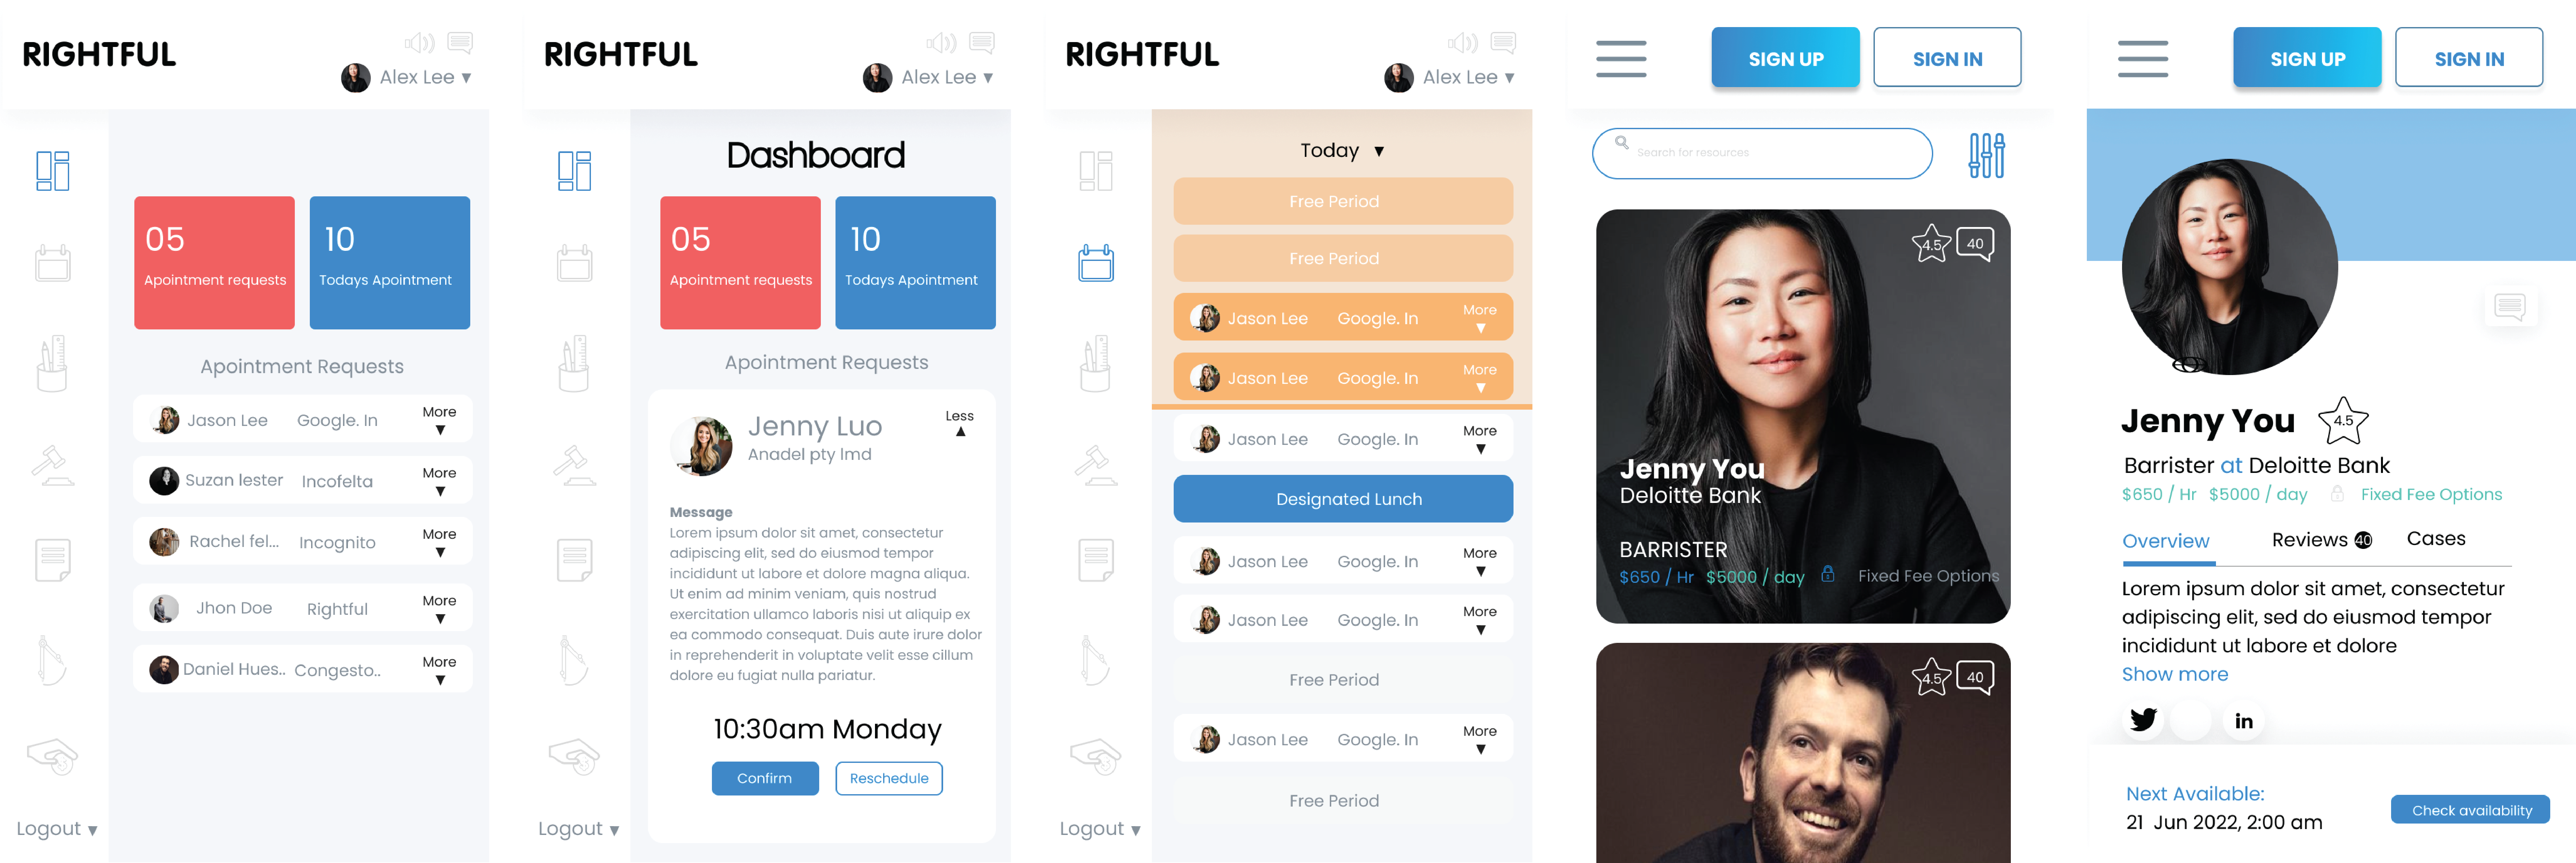 RIGHTFUL
Alex Lee ▼
05
Apointment requests
10
Todays Apointment
Apointment Requests
Jason Lee Google. In More ▼
Suzan lester Incofelta More ▼
Rachel fel... Incognito More ▼
Jhon Doe Rightful More ▼
Daniel Hues.. Congesto.. More ▼
Logout ▼
RIGHTFUL
Alex Lee ▼
Dashboard
05
Apointment requests
10
Todays Apointment
Apointment Requests
Jenny Luo
Anadel pty lmd
Less ▲
Message
Lorem ipsum dolor sit amet, consectetur
adipiscing elit, sed do eiusmod tempor
incididunt ut labore et dolore magna aliqua.
Ut enim ad minim veniam, quis nostrud
exercitation ullamco laboris nisi ut aliquip ex
ea commodo consequat. Duis aute irure dolor
in reprehenderit in voluptate velit esse cillum
dolore eu fugiat nulla pariatur.
10:30am Monday
Confirm Reschedule
Logout ▼
RIGHTFUL
Alex Lee ▼
Today ▼
Free Period
Free Period
Jason Lee Google. In More ▼
Jason Lee Google. In More ▼
Jason Lee Google. In More ▼
Designated Lunch
Jason Lee Google. In More ▼
Jason Lee Google. In More ▼
Free Period
Jason Lee Google. In More ▼
Free Period
Logout ▼
SIGN UP SIGN IN
Search for resources
4.5 40
Jenny You
Deloitte Bank
BARRISTER
$650 / Hr $5000 / day Fixed Fee Options
4.5 40
SIGN UP SIGN IN
Jenny You 4.5
Barrister at Deloitte Bank
$650 / Hr $5000 / day Fixed Fee Options
Overview Reviews 40 Cases
Lorem ipsum dolor sit amet, consectetur
adipiscing elit, sed do eiusmod tempor
incididunt ut labore et dolore
Show more
in
Next Available:
21 Jun 2022, 2:00 am
Check availability